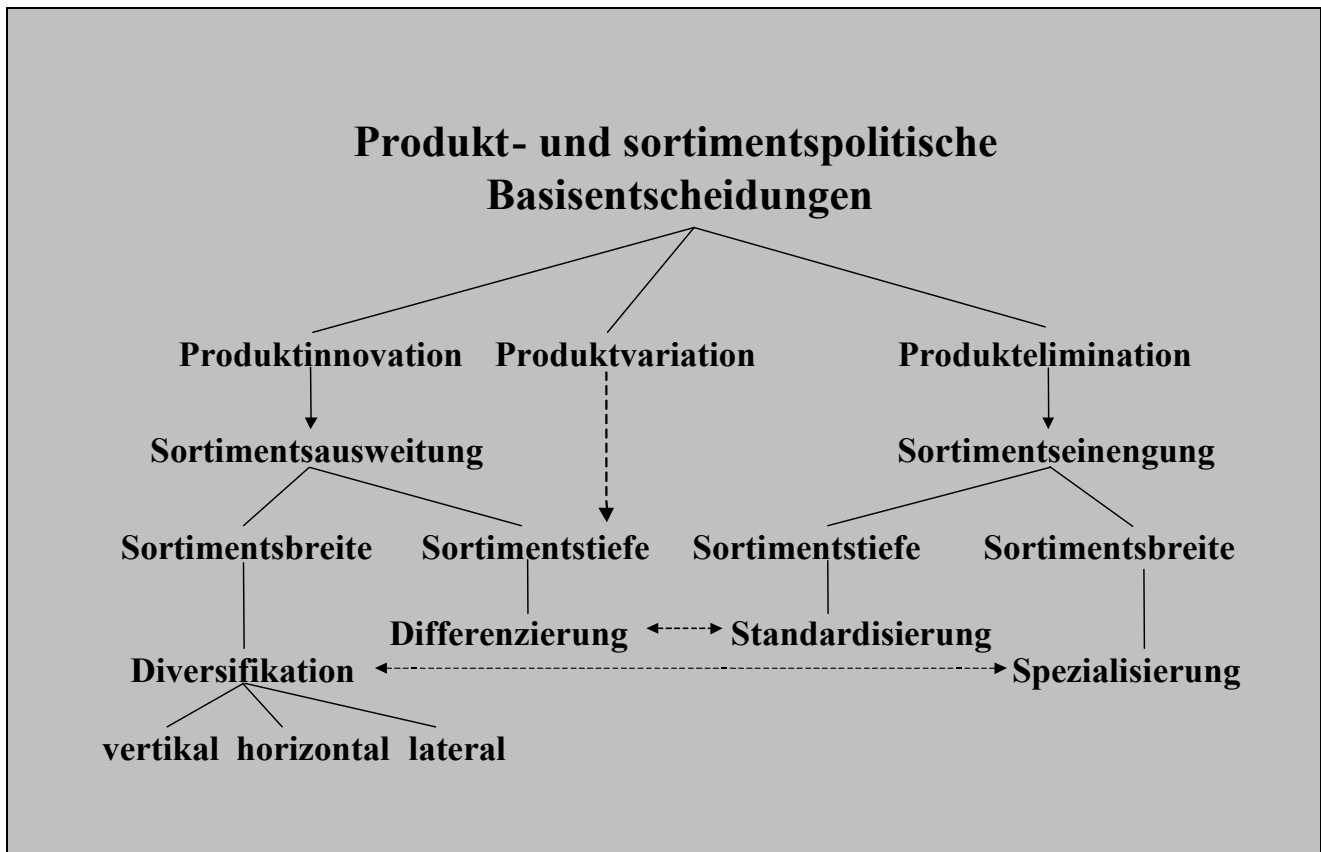 Produkt- und sortimentspolitische
Basisentscheidungen
Produktinnovation Produktvariation Produktelimination
Sortimentsausweitung Sortimentseinengung
Sortimentsbreite Sortimentstiefe Sortimentstiefe Sortimentsbreite
Differenzierung Standardisierung
Diversifikation Spezialisierung
vertikal horizontal lateral